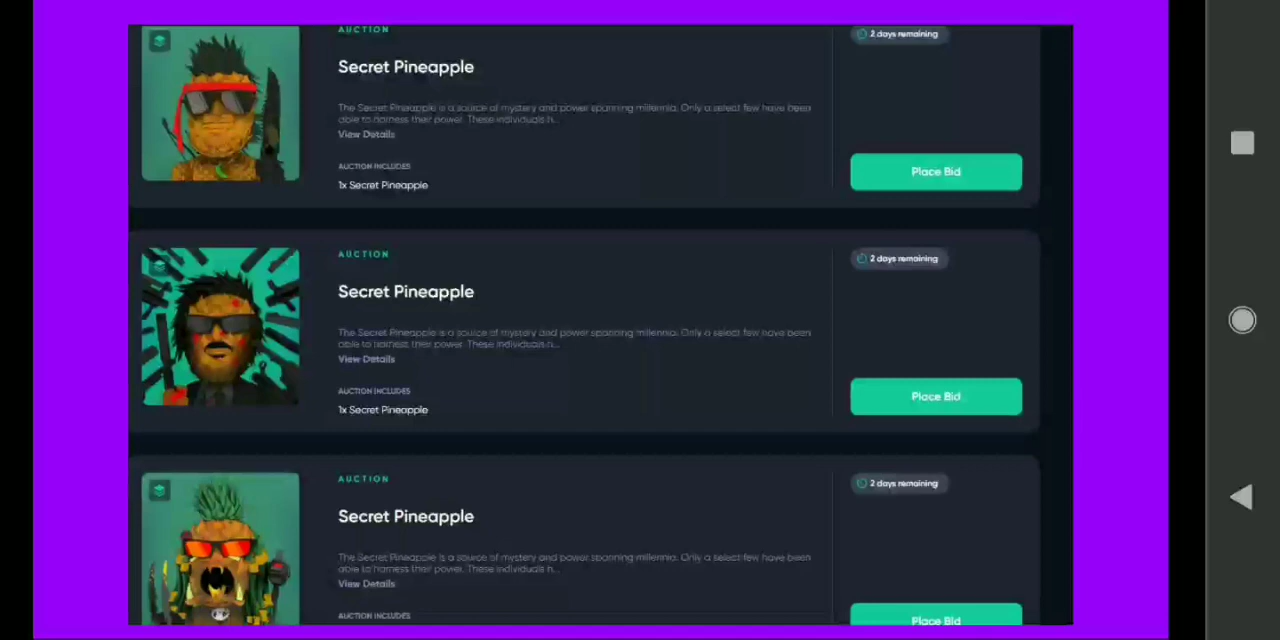 AUCTION
2 days remaining
Secret Pineapple
The Secret Pineapple is a source of mystery and power spanning millennia. Only a select few have been
able to harness their power. These individuals h...
View Details
AUCTION INCLUDES
Place Bid
1x Secret Pineapple
AUCTION
2 days remaining
Secret Pineapple
The Secret Pineapple is a source of mystery and power spanning millennia. Only a select few have been
able to harness their power. These individuals h...
View Details
AUCTION INCLUDES
Place Bid
1x Secret Pineapple
AUCTION
2 days remaining
Secret Pineapple
The Secret Pineapple is a source of mystery and power spanning millennia. Only a select few have been
able to harness their power. These individuals h...
View Details
AUCTION INCLUDES
Place Bid